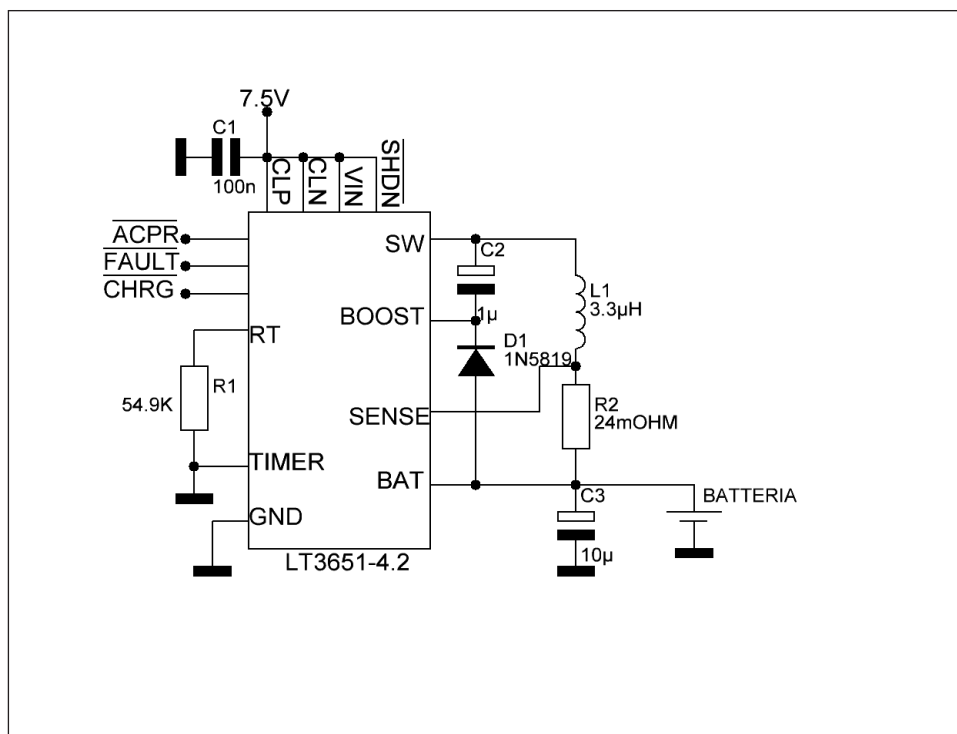 7.5V
C1
100n
CLP
CLN
VIN
SHDN
ACPR
FAULT
CHRG
RT
R1
54.9K
TIMER
GND
SW
C2
1µ
BOOST
D1
1N5819
L1
3.3µH
SENSE
R2
24mOHM
BAT
C3
10µ
BATTERIA
LT3651-4.2